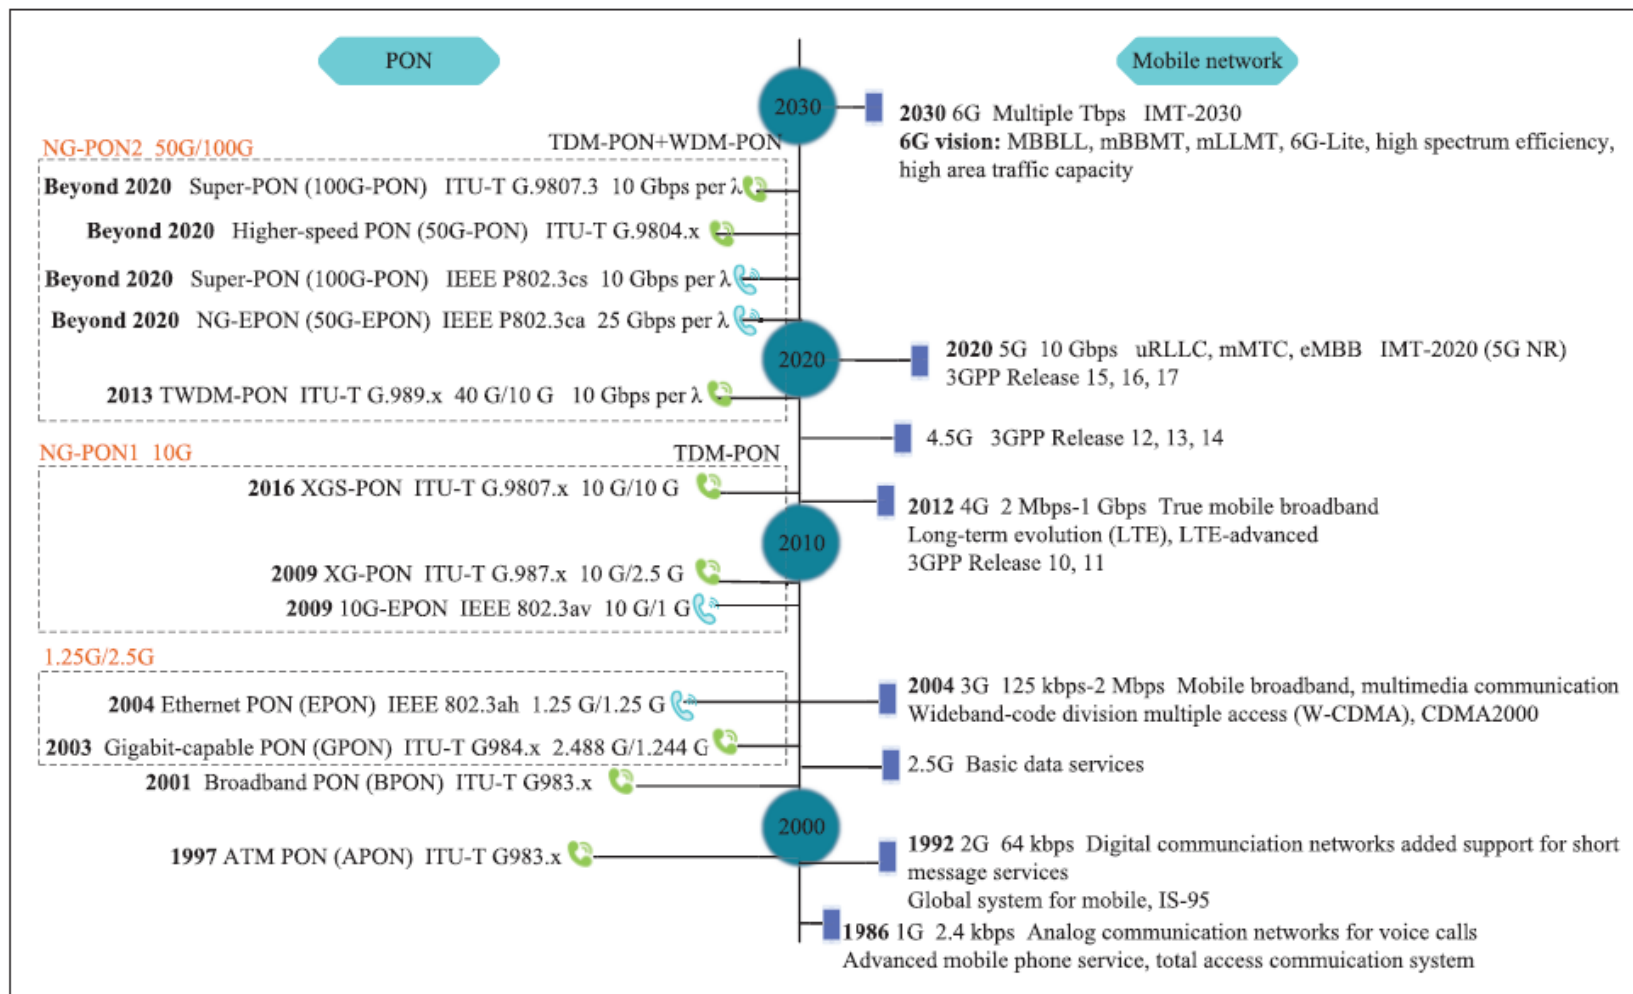 PON
Mobile network
2030
2030 6G Multiple Tbps IMT-2030
6G vision: MBBLL, mBBMT, mLLMT, 6G-Lite, high spectrum efficiency,
high area traffic capacity
TDM-PON+WDM-PON
NG-PON2 50G/100G
Beyond 2020 Super-PON (100G-PON) ITU-T G.9807.3 10 Gbps per λ
Beyond 2020 Higher-speed PON (50G-PON) ITU-T G.9804.x
Beyond 2020 Super-PON (100G-PON) IEEE P802.3cs 10 Gbps per λ
Beyond 2020 NG-EPON (50G-EPON) IEEE P802.3ca 25 Gbps per λ
2020
2020 5G 10 Gbps uRLLC, mMTC, eMBB IMT-2020 (5G NR)
3GPP Release 15, 16, 17
2013 TWDM-PON ITU-T G.989.x 40 G/10 G 10 Gbps per λ
4.5G 3GPP Release 12, 13, 14
NG-PON1 10G
TDM-PON
2016 XGS-PON ITU-T G.9807.x 10 G/10 G
2012 4G 2 Mbps-1 Gbps True mobile broadband
Long-term evolution (LTE), LTE-advanced
3GPP Release 10, 11
2010
2009 XG-PON ITU-T G.987.x 10 G/2.5 G
2009 10G-EPON IEEE 802.3av 10 G/1 G
1.25G/2.5G
2004 Ethernet PON (EPON) IEEE 802.3ah 1.25 G/1.25 G
2004 3G 125 kbps-2 Mbps Mobile broadband, multimedia communication
Wideband-code division multiple access (W-CDMA), CDMA2000
2003 Gigabit-capable PON (GPON) ITU-T G984.x 2.488 G/1.244 G
2.5G Basic data services
2001 Broadband PON (BPON) ITU-T G983.x
2000
1997 ATM PON (APON) ITU-T G983.x
1992 2G 64 kbps Digital communciation networks added support for short
message services
Global system for mobile, IS-95
1986 1G 2.4 kbps Analog communication networks for voice calls
Advanced mobile phone service, total access commuication system